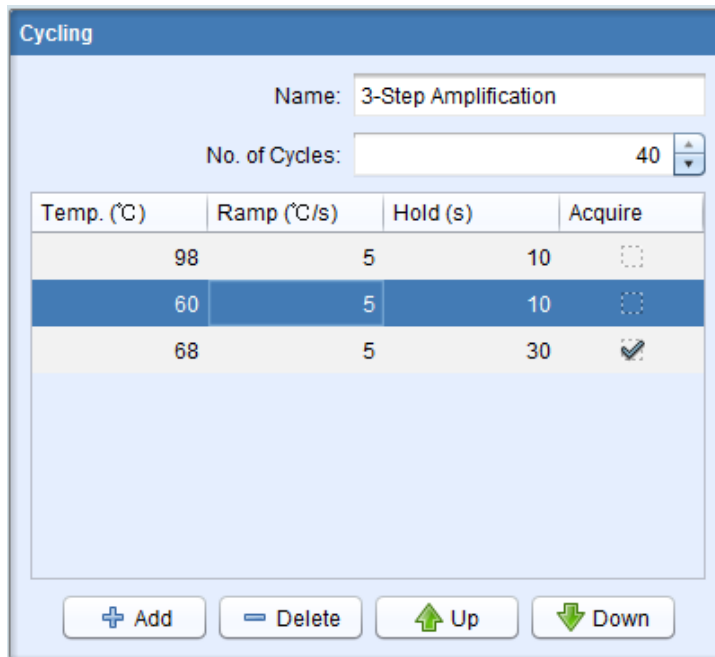 Cycling
Name: 3-Step Amplification
No. of Cycles: 40
Temp. (℃) Ramp (℃/s) Hold (s) Acquire
98 5 10
60 5 10
68 5 30
Add Delete Up Down